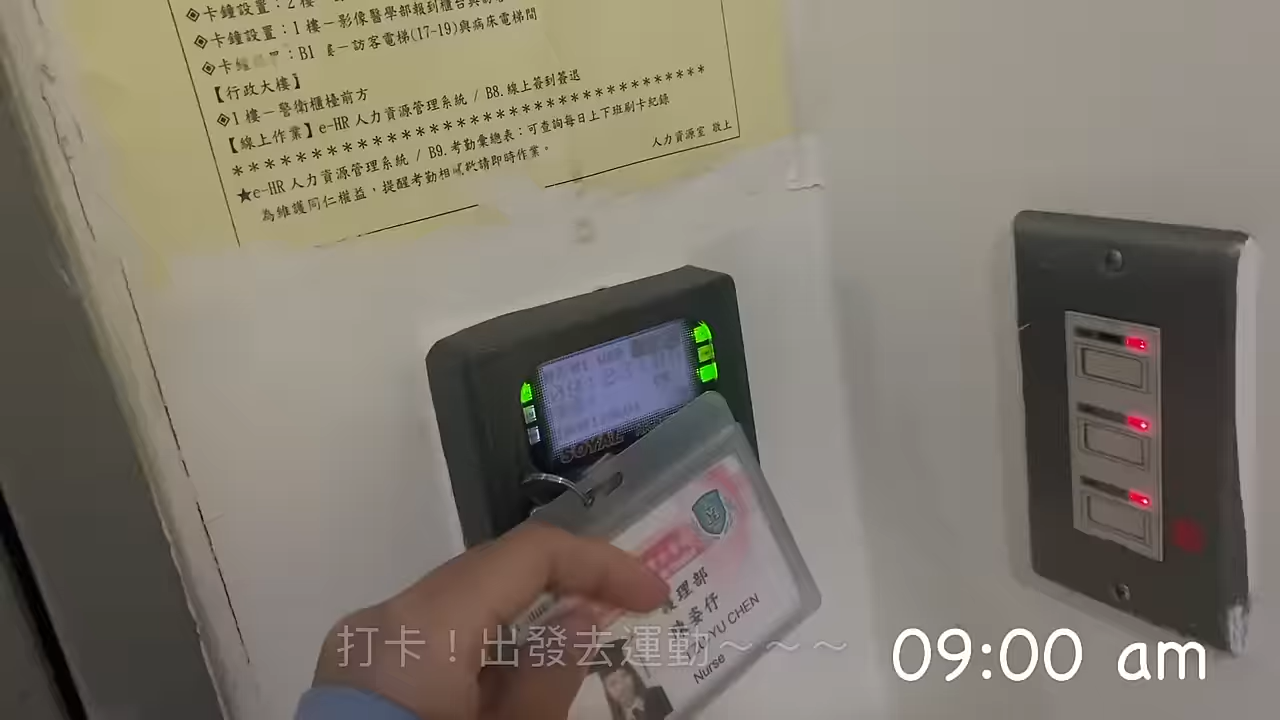 ◈卡鐘設置：2樓
◈卡鐘設置：1樓－影像醫學部報到櫃台與
：B1 －訪客電梯(17-19)與病床電梯間
【行政大樓】
◈1樓－警衛櫃檯前方
【線上作業】e-HR 人力資源管理系統 / B8.線上簽到簽退
************************************
★e-HR 人力資源管理系統 / B9.考勤彙總表：可查詢每日上下班刷卡紀錄
為維護同仁權益，提醒考勤相 請即時作業。
人力資源室 敬上
SOYAL
理部
姿伃
YU CHEN
Nurse
打卡！出發去運動～～～
09:00 am